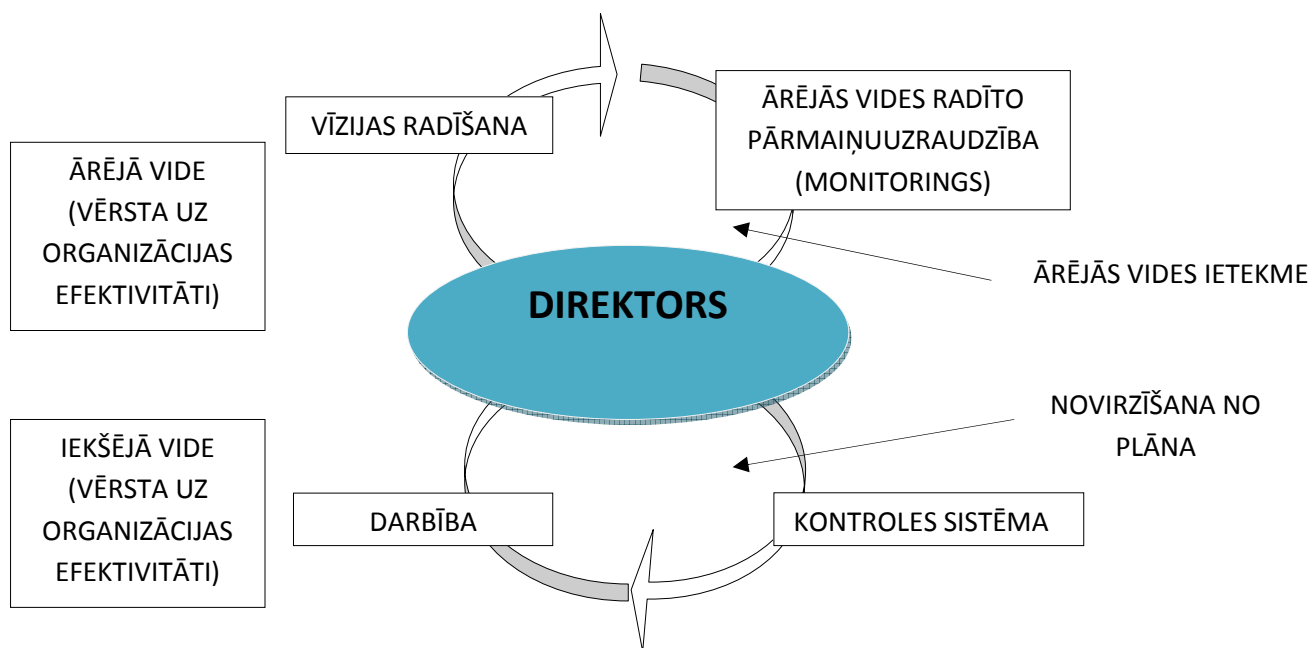 VĪZIJAS RADĪŠANA
ĀRĒJĀS VIDES RADĪTO
PĀRMAIŅUUZRAUDZĪBA
(MONITORINGS)
ĀRĒJĀ VIDE
(VĒRSTA UZ
ORGANIZĀCIJAS
EFEKTIVITĀTI)
ĀRĒJĀS VIDES IETEKME
DIREKTORS
NOVIRZĪŠANA NO
PLĀNA
IEKŠĒJĀ VIDE
(VĒRSTA UZ
ORGANIZĀCIJAS
EFEKTIVITĀTI)
DARBĪBA
KONTROLES SISTĒMA